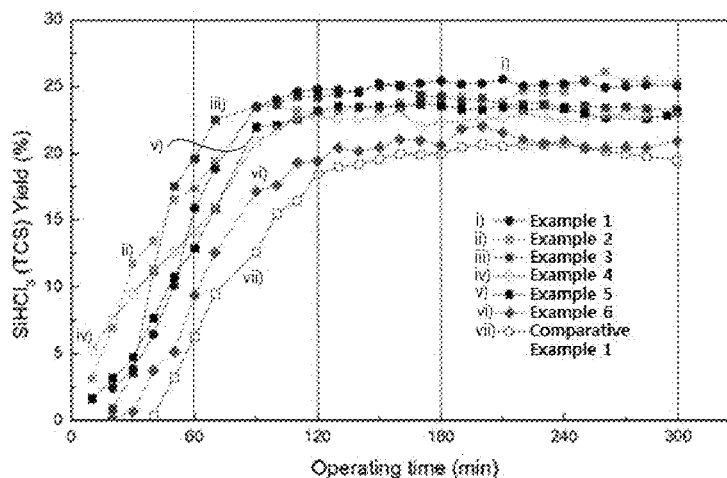 30
25
20
15
10
5
0
SiHCl₃ (TCS) Yield (%)
i)
ii)
iii)
iv)
v)
vi)
vii)
i) Example 1
ii) Example 2
iii) Example 3
iv) Example 4
v) Example 5
vi) Example 6
vii) Comparative
Example 1
0 60 120 180 240 300
Operating time (min)